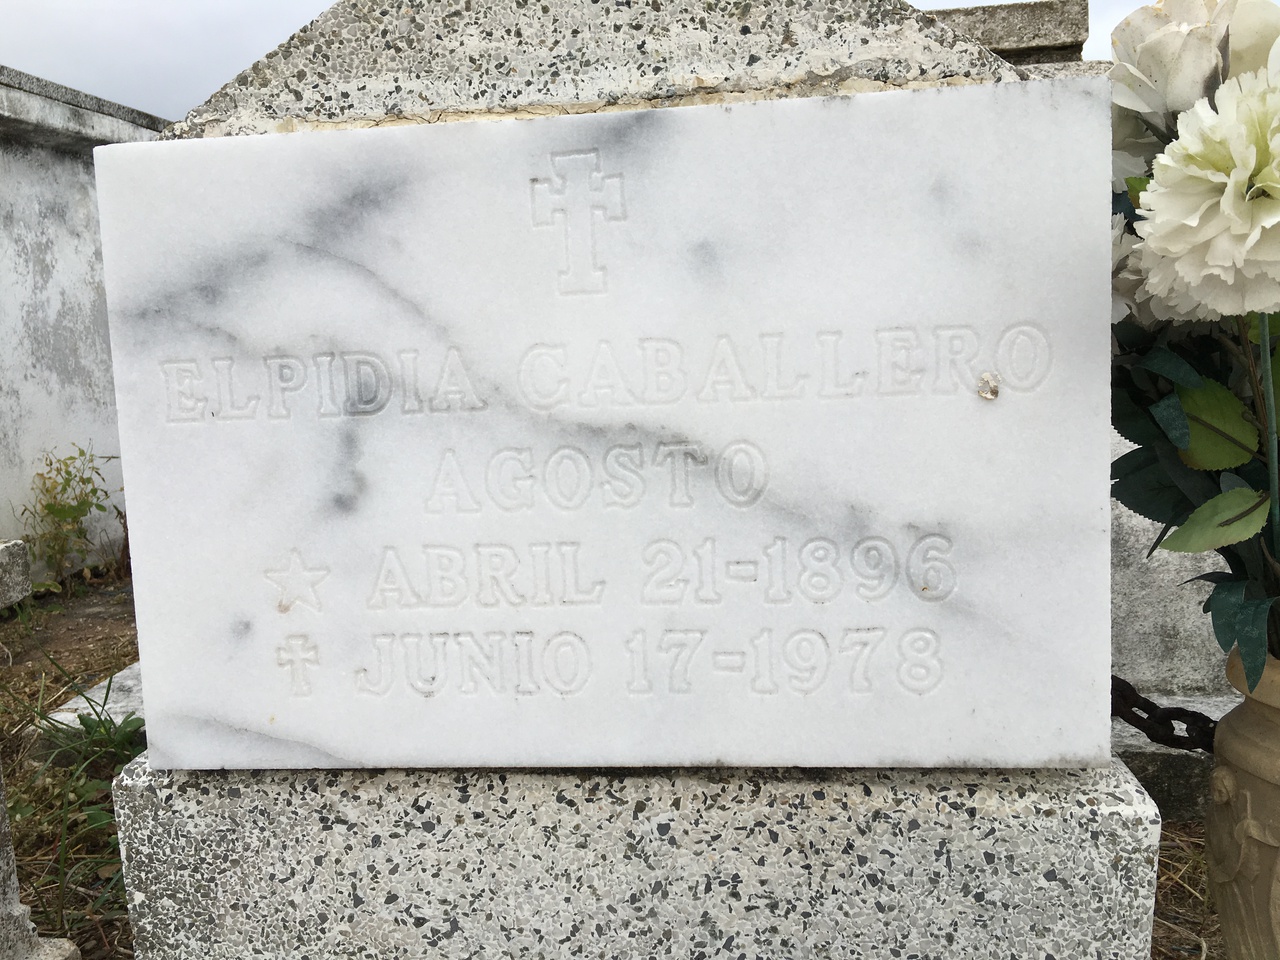 ELPIDIA CABALLERO
AGOSTO
ABRIL 21-1896
JUNIO 17-1978